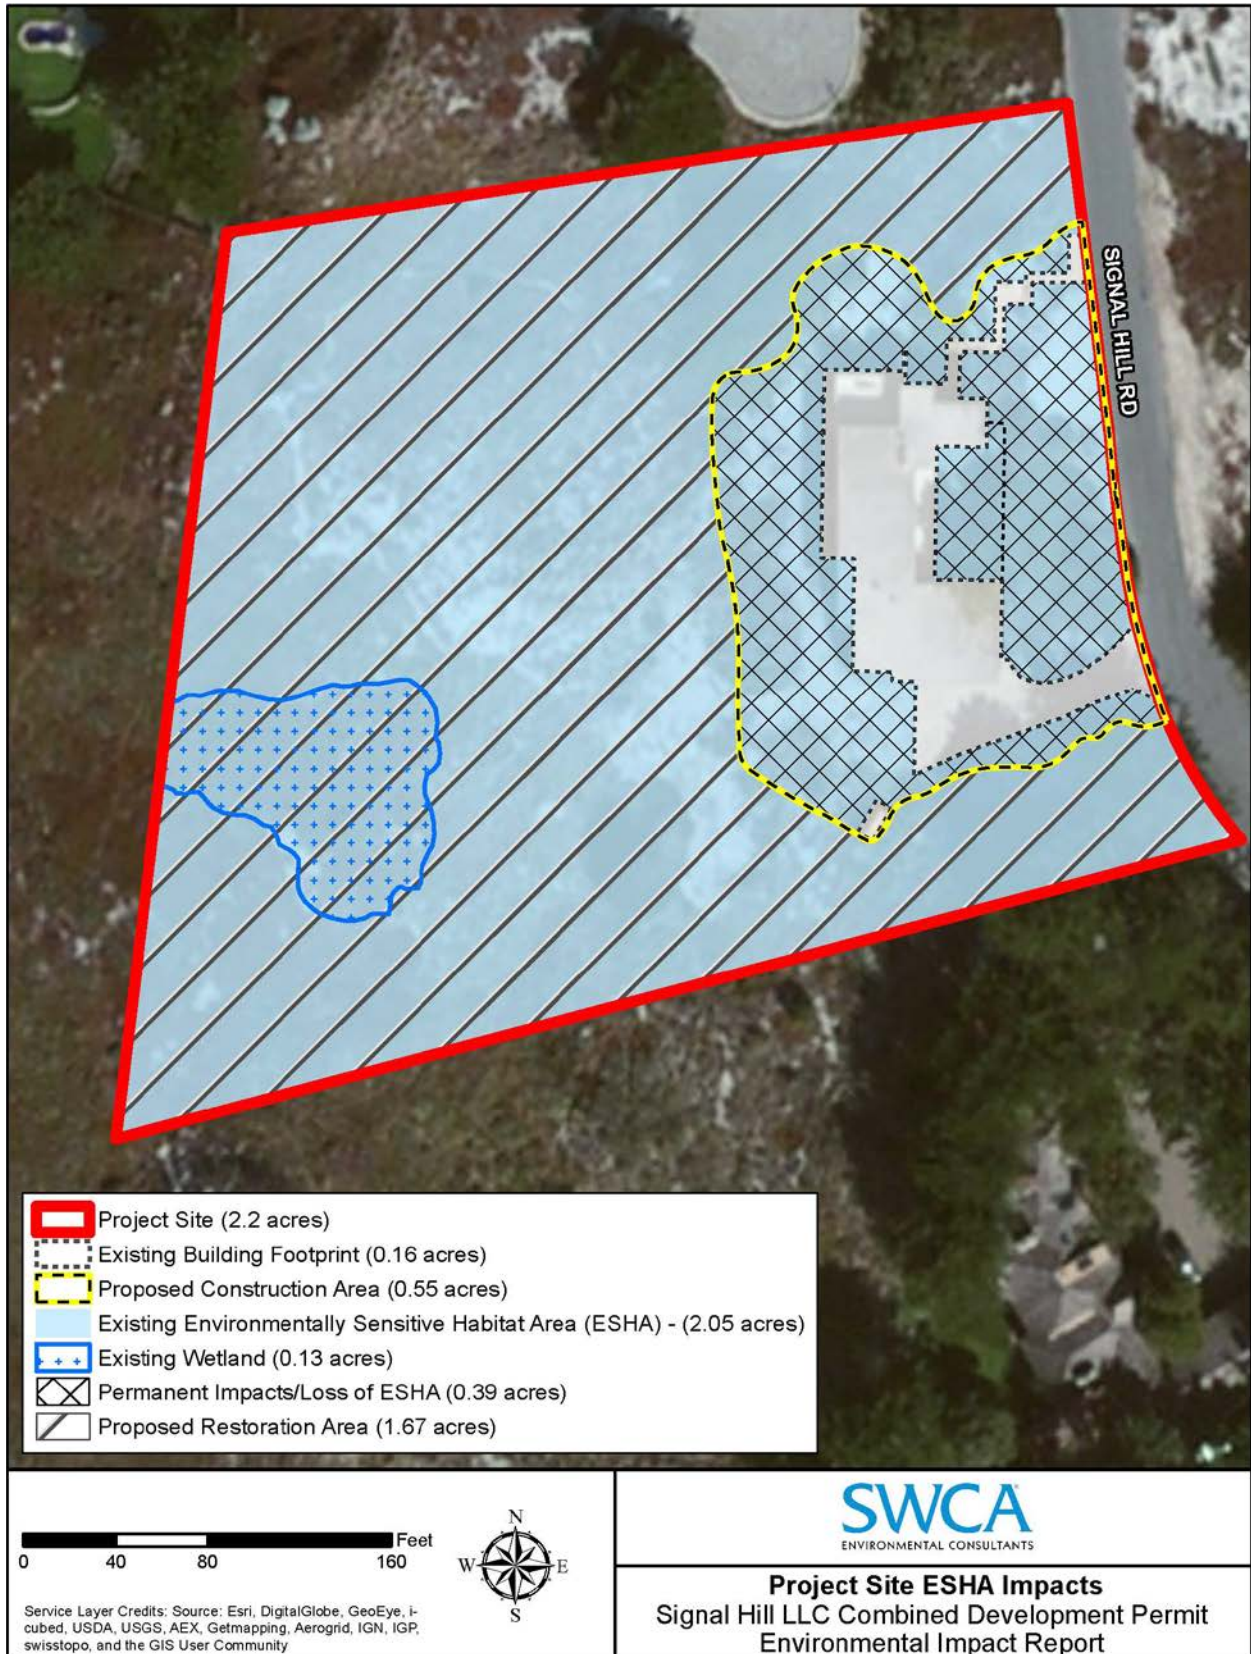 SIGNAL HILL RD
Project Site (2.2 acres)
Existing Building Footprint (0.16 acres)
Proposed Construction Area (0.55 acres)
Existing Environmentally Sensitive Habitat Area (ESHA) - (2.05 acres)
Existing Wetland (0.13 acres)
Permanent Impacts/Loss of ESHA (0.39 acres)
Proposed Restoration Area (1.67 acres)
Feet
0 40 80 160
N
W E
S
Service Layer Credits: Source: Esri, DigitalGlobe, GeoEye, i-
cubed, USDA, USGS, AEX, Getmapping, Aerogrid, IGN, IGP,
swisstopo, and the GIS User Community
SWCA
ENVIRONMENTAL CONSULTANTS
Project Site ESHA Impacts
Signal Hill LLC Combined Development Permit
Environmental Impact Report